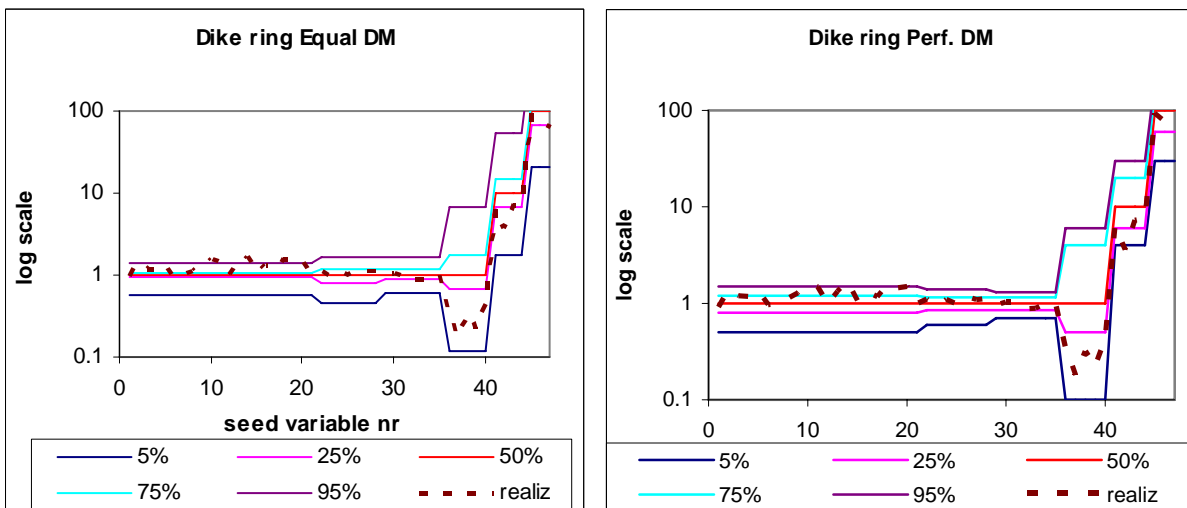 Dike ring Equal DM
log scale
100
10
1
0.1
0 10 20 30 40
seed variable nr
5% 25% 50%
75% 95% realiz
Dike ring Perf. DM
log scale
100
10
1
0.1
0 10 20 30 40
5% 25% 50%
75% 95% realiz